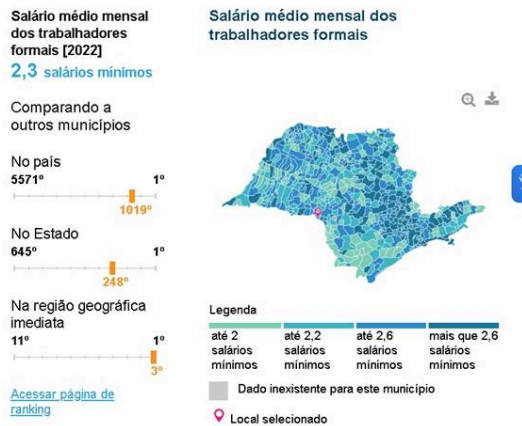 Salário médio mensal
dos trabalhadores
formais [2022]
2,3 salários mínimos
Comparando a
outros municípios
No país
5571º 1º
1019º
No Estado
645º 1º
248º
Na região geográfica
imediata
11º 1º
3º
Acessar página de
ranking
Salário médio mensal dos
trabalhadores formais
Legenda
até 2
salários
mínimos
até 2,2
salários
mínimos
até 2,6
salários
mínimos
mais que 2,6
salários
mínimos
Dado inexistente para este município
Local selecionado